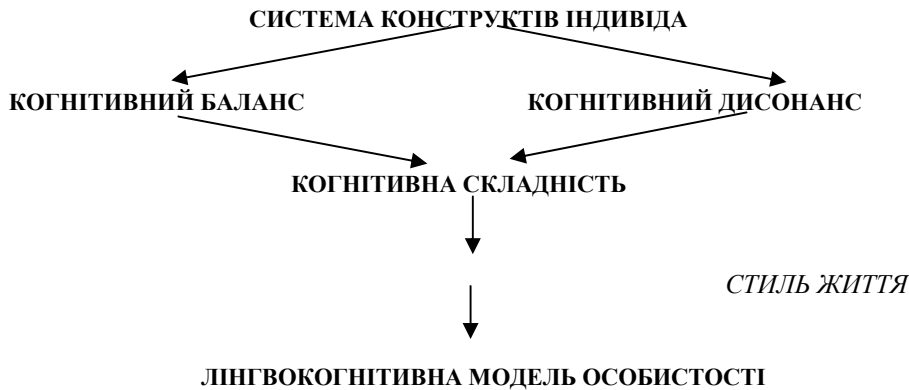 СИСТЕМА КОНСТРУКТІВ ІНДИВІДА
КОГНІТИВНИЙ БАЛАНС
КОГНІТИВНИЙ ДИСОНАНС
КОГНІТИВНА СКЛАДНІСТЬ
СТИЛЬ ЖИТТЯ
ЛІНГВОКОГНІТИВНА МОДЕЛЬ ОСОБИСТОСТІ